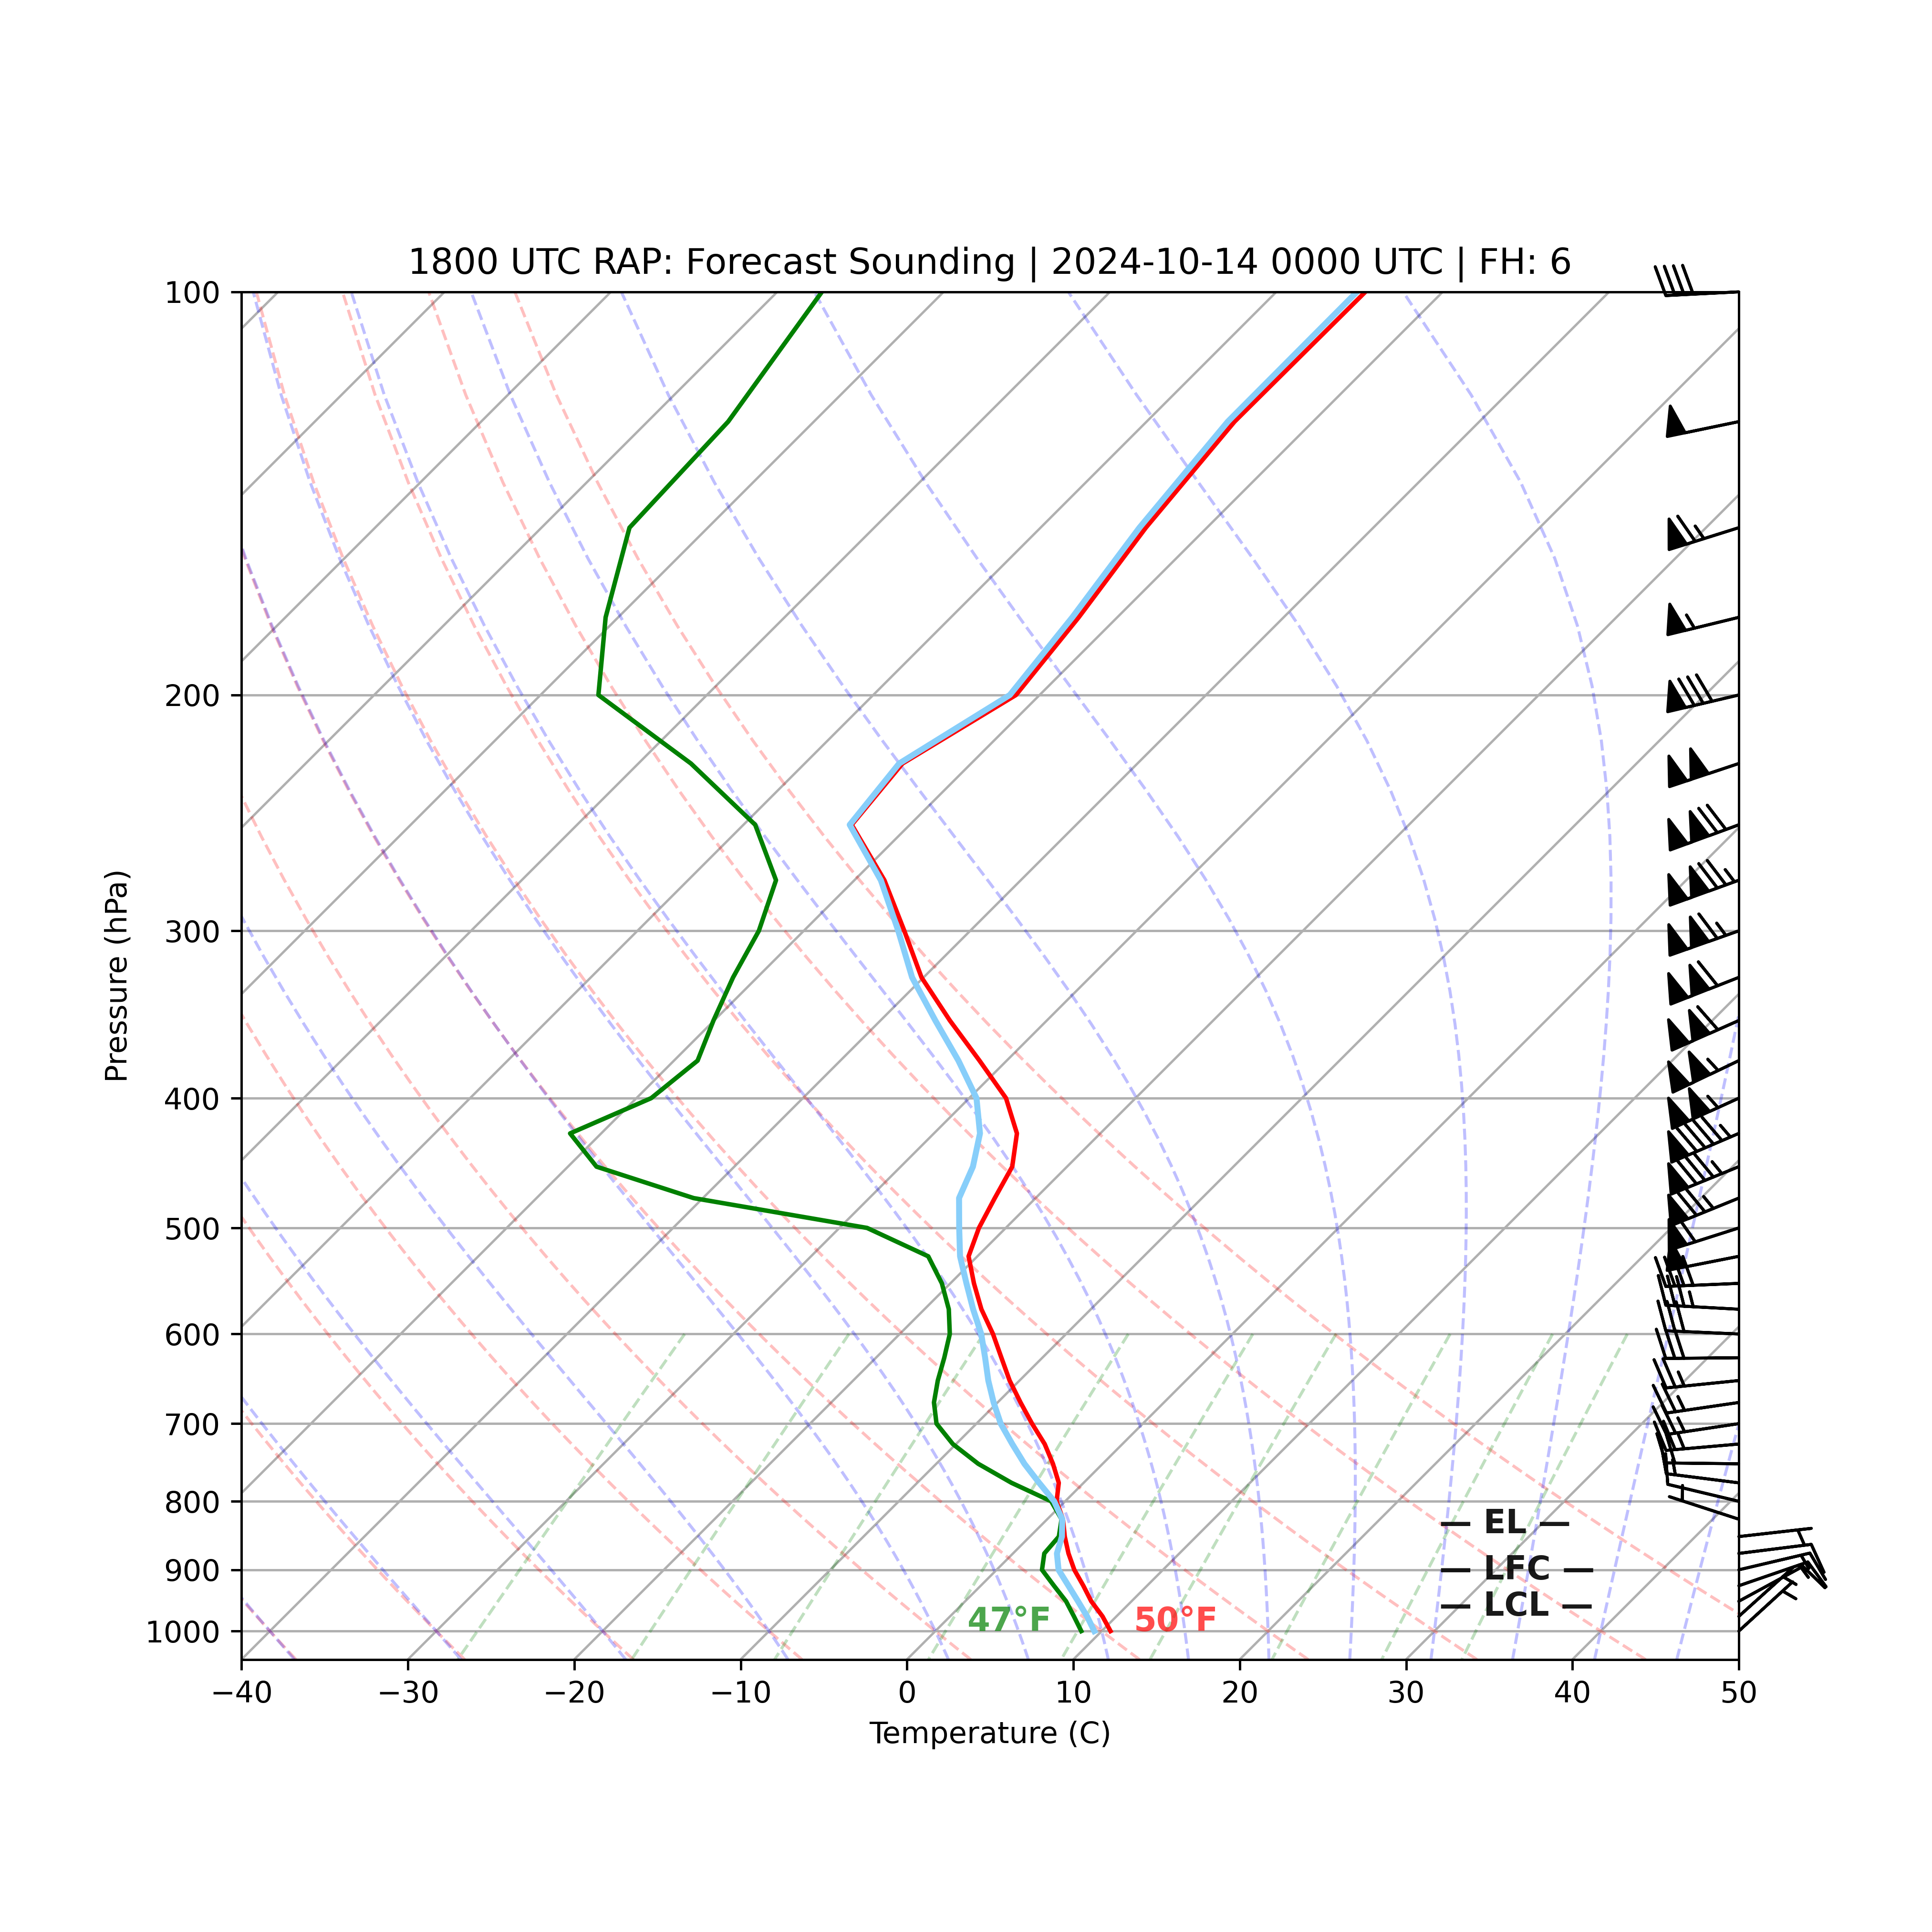 1800 UTC RAP: Forecast Sounding | 2024-10-14 0000 UTC | FH: 6
100
200
300
400
500
600
700
800
900
1000
Pressure (hPa)
— EL —
— LFC —
— LCL —
47°F 50°F
−40 −30 −20 −10 0 10 20 30 40 50
Temperature (C)